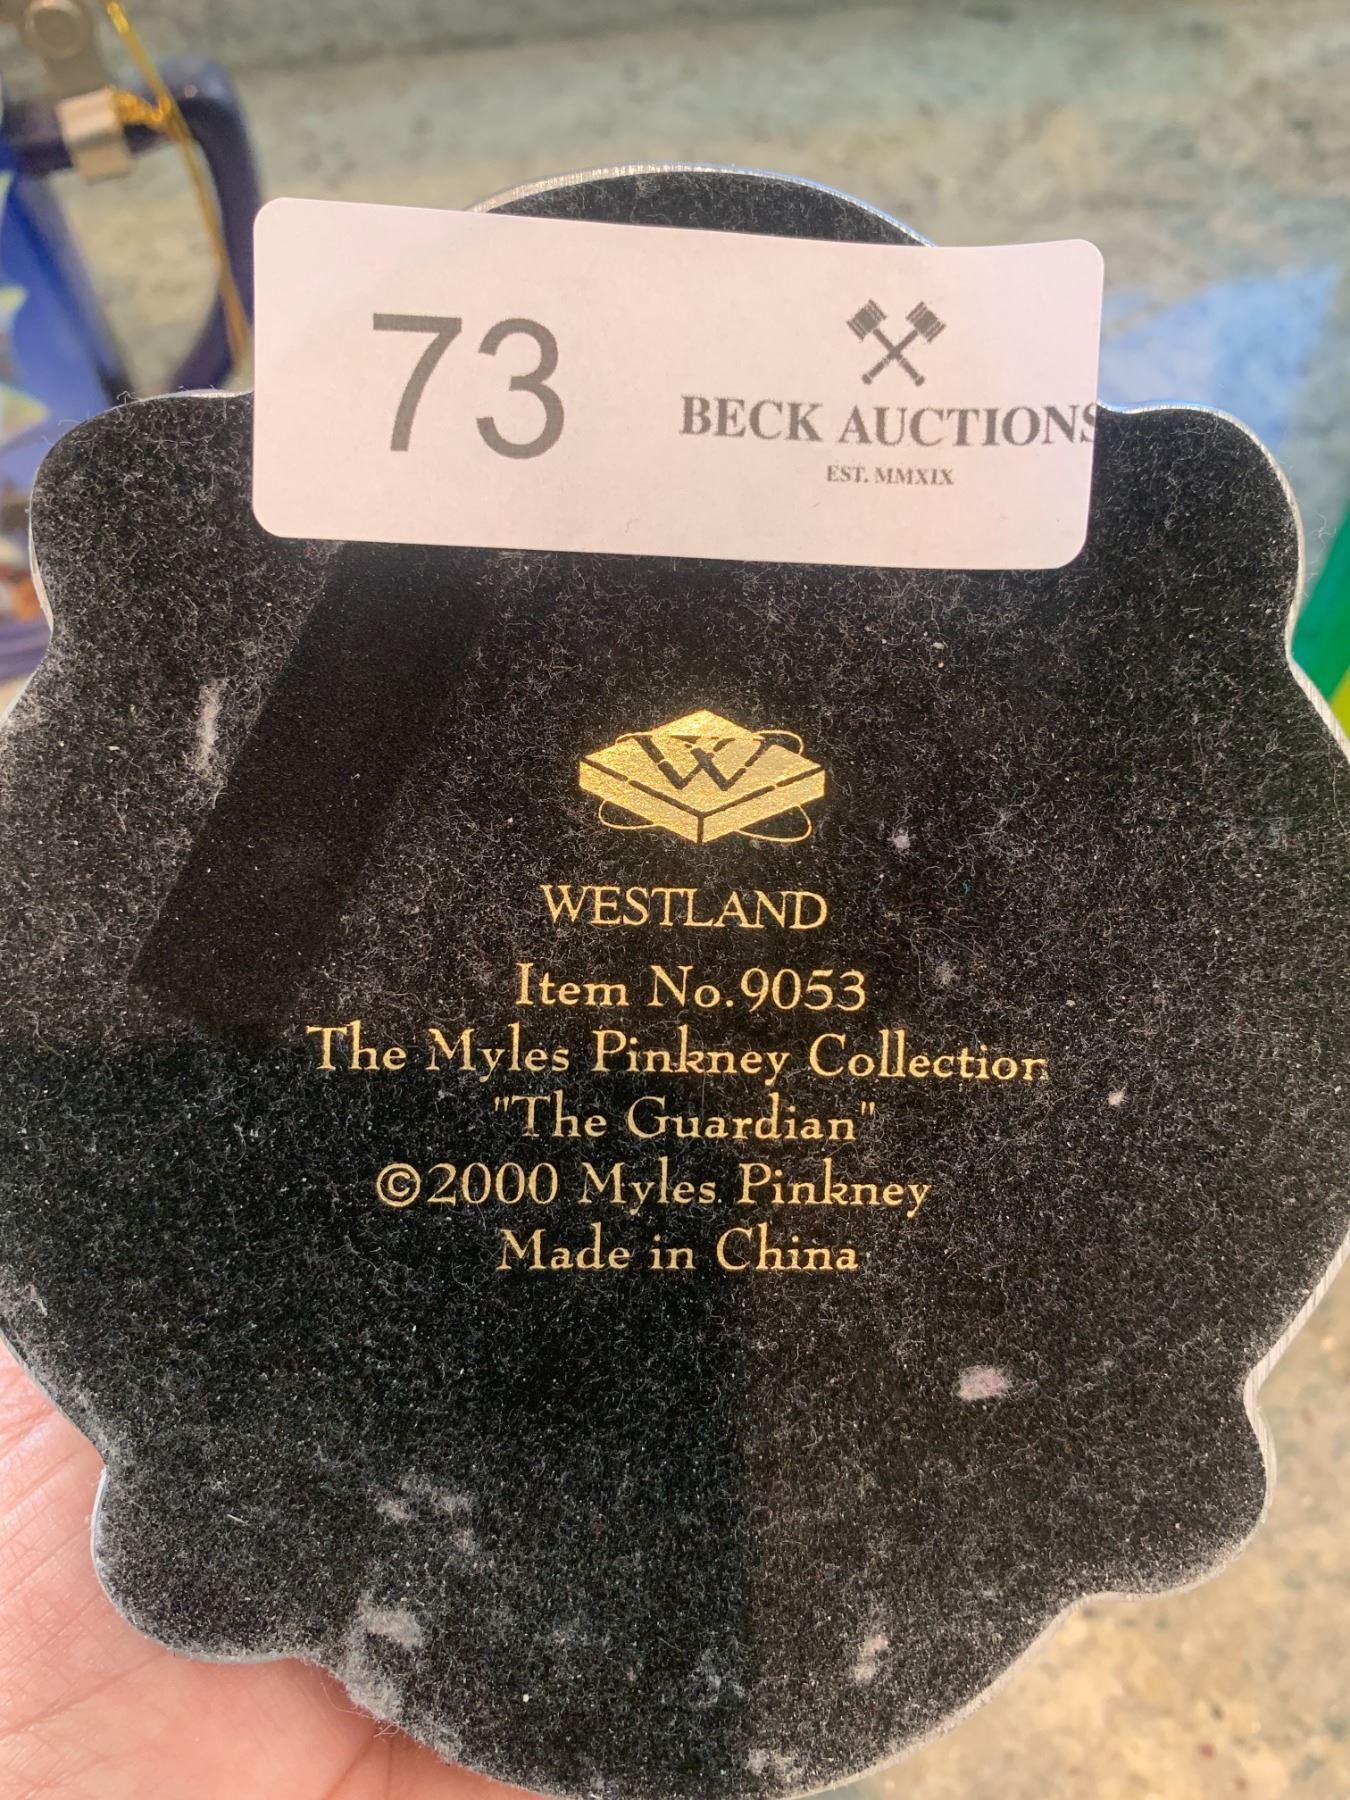 73
BECK AUCTIONS
EST. MMXIX
W
WESTLAND
Item No.9053
The Myles Pinkney Collection
"The Guardian"
©2000 Myles Pinkney
Made in China